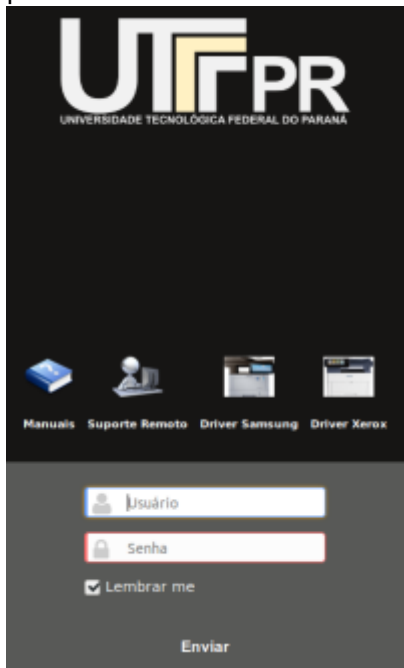 UTFPR
UNIVERSIDADE TECNOLÓGICA FEDERAL DO PARANÁ
Manuais Suporte Remoto Driver Samsung Driver Xerox
Usuário
Senha
Lembrar me
Enviar